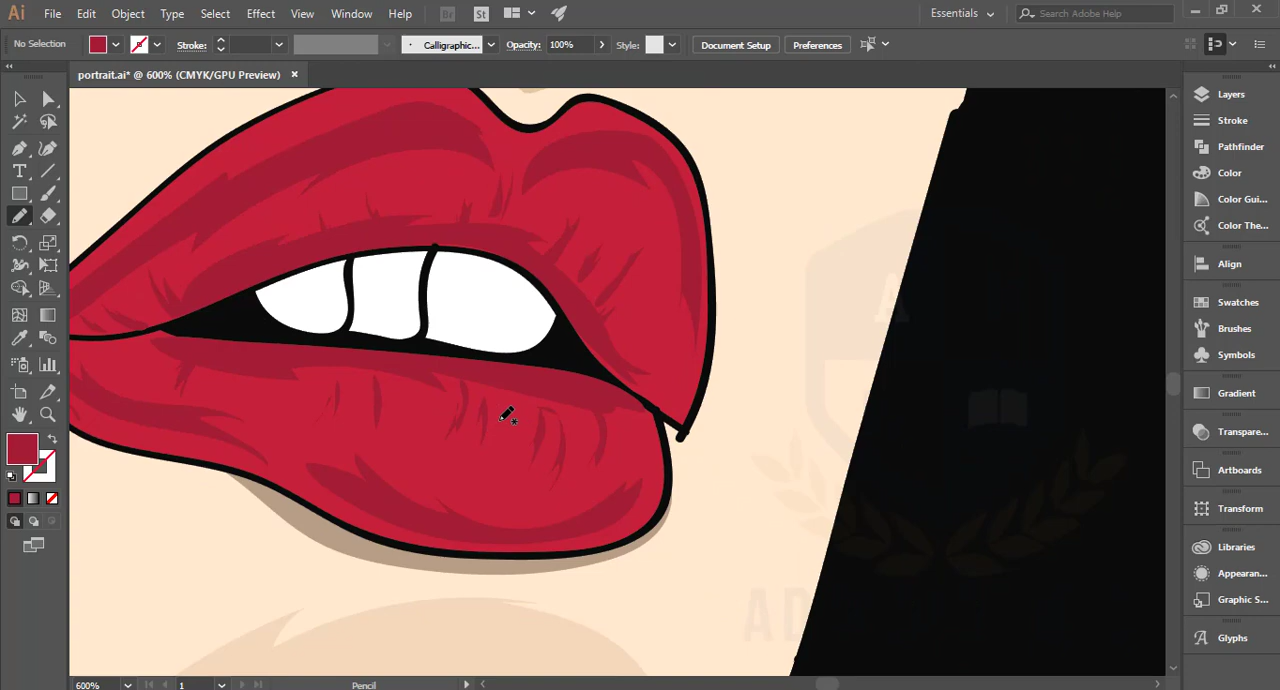 Ai File Edit Object Type Select Effect View Window Help Br St Essentials Search Adobe Help
No Selection Stroke: Calligraphic... Opacity: 100% Style: Document Setup Preferences
portrait.ai* @ 600% (CMYK/GPU Preview) ×
Layers
Stroke
Pathfinder
Color
Color Gui...
Color The...
Align
Swatches
Brushes
Symbols
Gradient
Transpare...
Artboards
Transform
Libraries
Appearan...
Graphic S...
Glyphs
600% 1 Pencil